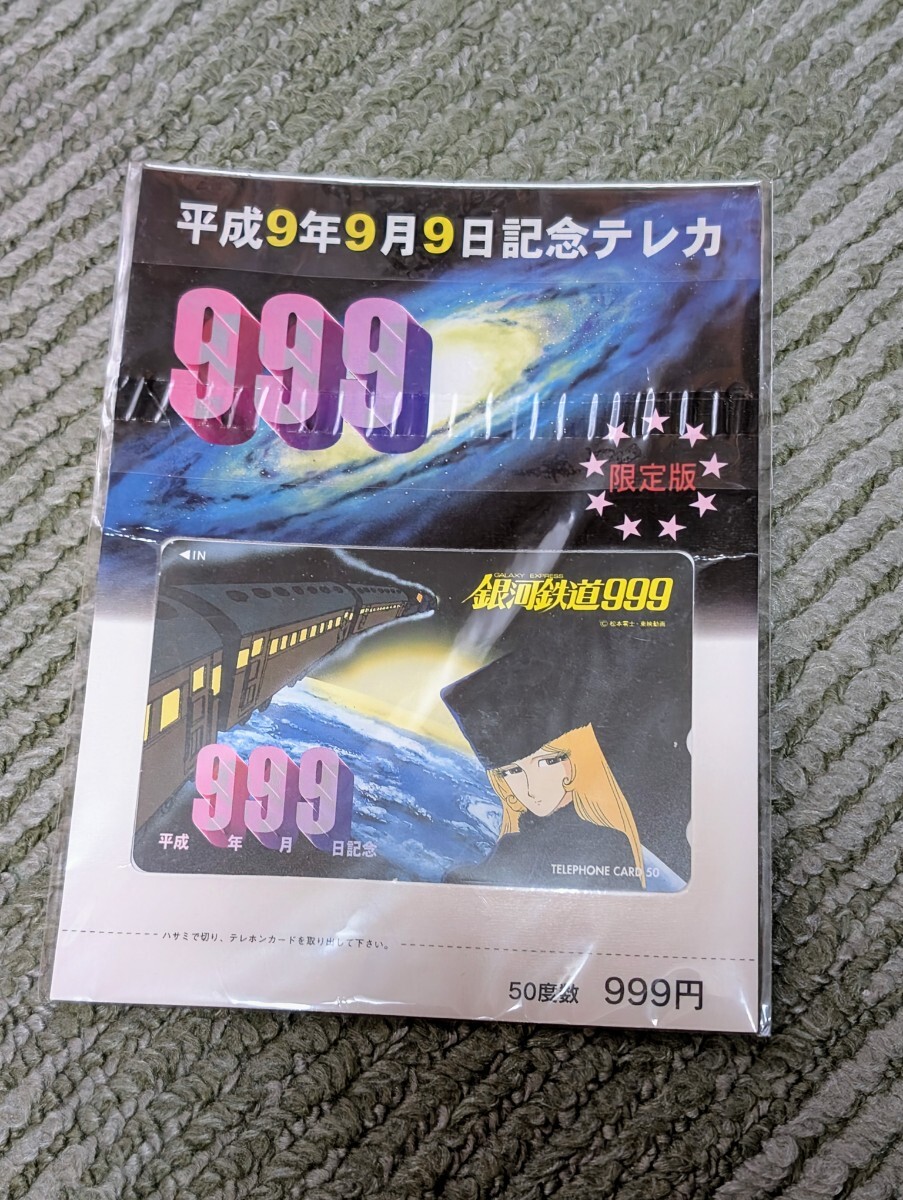 平成9年9月9日記念テレカ
999
限定版
◀IN
GALAXY EXPRESS
銀河鉄道999
© 松本零士・東映動画
999
平成 年 月 日記念
TELEPHONE CARD 50
ハサミで切り、テレホンカードを取り出して下さい。
50度数 999円